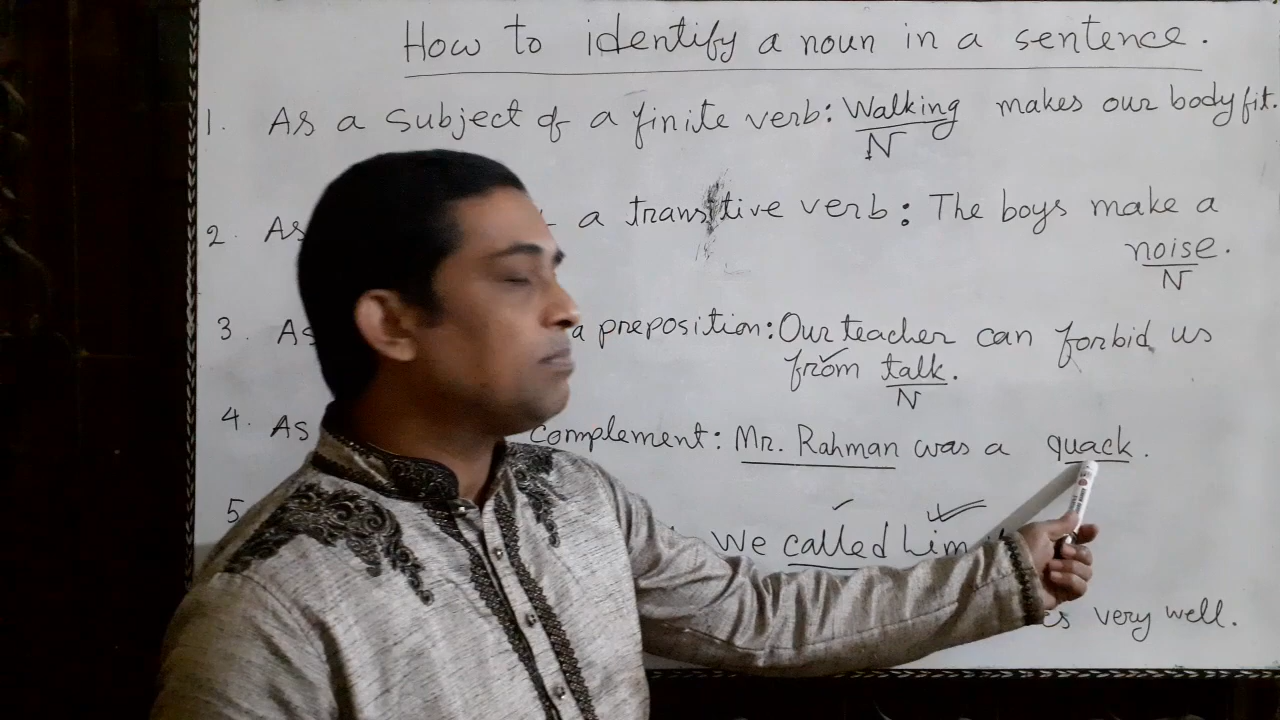 How to identify a noun in a sentence.
1. As a subject of a finite verb: Walking makes our body fit.
N
2. As a transitive verb: The boys make a
noise.
N
3. As a preposition: Our teacher can forbid us
from talk.
N
4. As complement: Mr. Rahman was a quack.
5 We called him
very well.